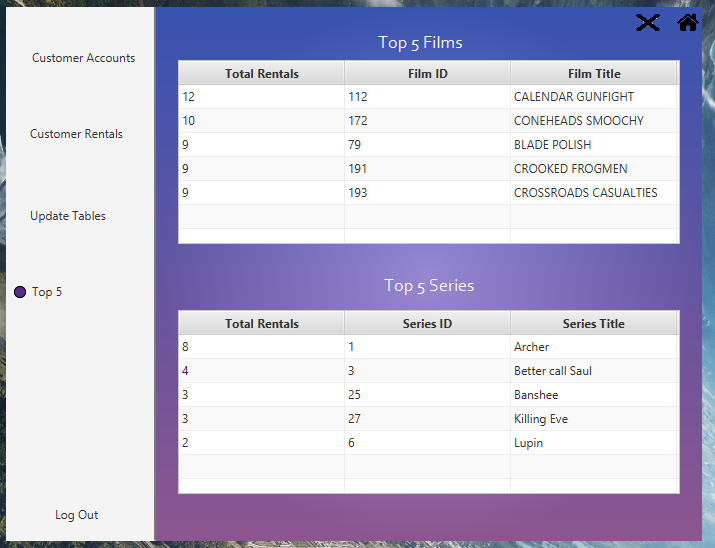 Customer Accounts
Customer Rentals
Update Tables
Top 5
Log Out
Top 5 Films
Total Rentals Film ID Film Title
12 112 CALENDAR GUNFIGHT
10 172 CONEHEADS SMOOCHY
9 79 BLADE POLISH
9 191 CROOKED FROGMEN
9 193 CROSSROADS CASUALTIES
Top 5 Series
Total Rentals Series ID Series Title
8 1 Archer
4 3 Better call Saul
3 25 Banshee
3 27 Killing Eve
2 6 Lupin